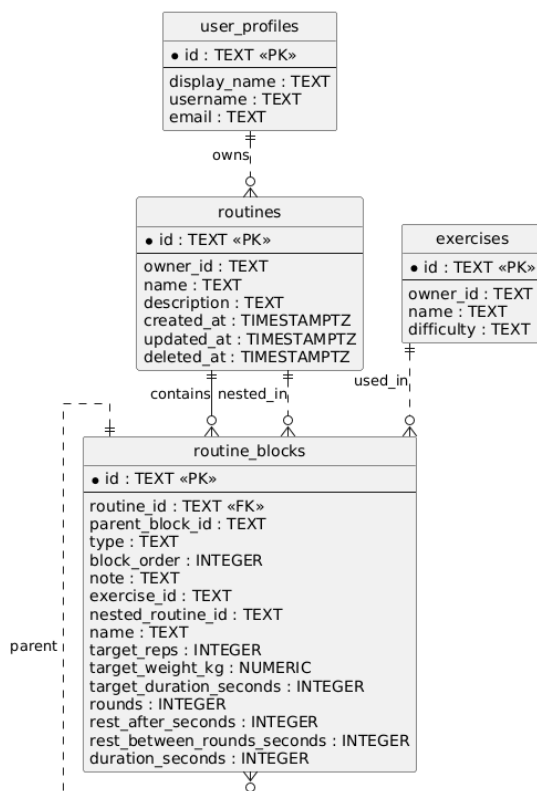 user_profiles
id : TEXT «PK»
display_name : TEXT
username : TEXT
email : TEXT
owns
routines
id : TEXT «PK»
owner_id : TEXT
name : TEXT
description : TEXT
created_at : TIMESTAMPTZ
updated_at : TIMESTAMPTZ
deleted_at : TIMESTAMPTZ
exercises
id : TEXT «PK»
owner_id : TEXT
name : TEXT
difficulty : TEXT
contains
nested_in
used_in
routine_blocks
id : TEXT «PK»
routine_id : TEXT «FK»
parent_block_id : TEXT
type : TEXT
block_order : INTEGER
note : TEXT
exercise_id : TEXT
nested_routine_id : TEXT
name : TEXT
target_reps : INTEGER
target_weight_kg : NUMERIC
target_duration_seconds : INTEGER
rounds : INTEGER
rest_after_seconds : INTEGER
rest_between_rounds_seconds : INTEGER
duration_seconds : INTEGER
parent